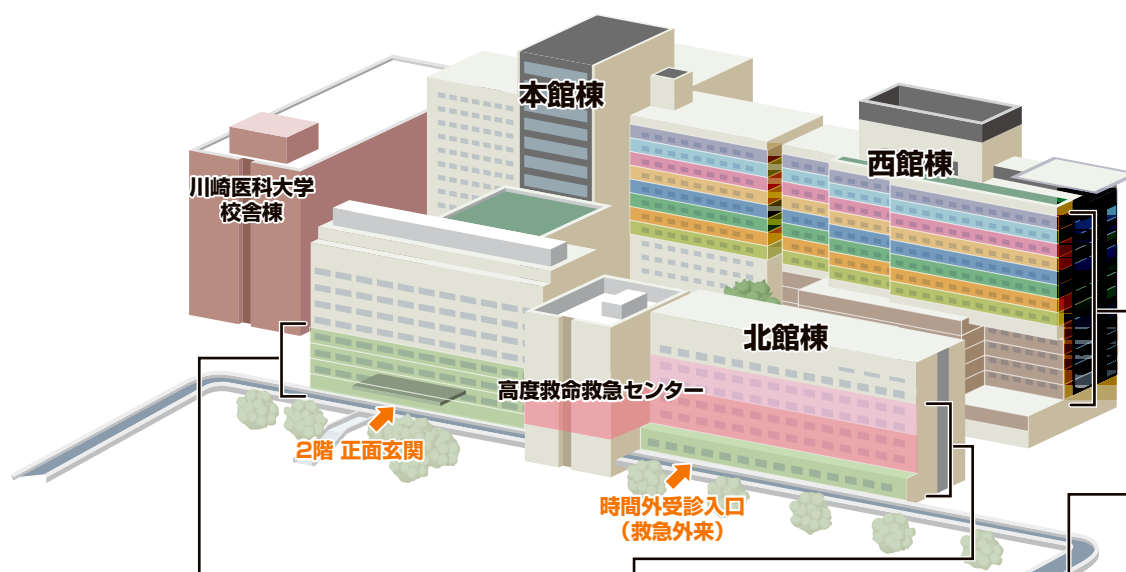 本館棟
西館棟
川崎医科大学
校舎棟
北館棟
高度救命救急センター
2階 正面玄関
時間外受診入口
（救急外来）